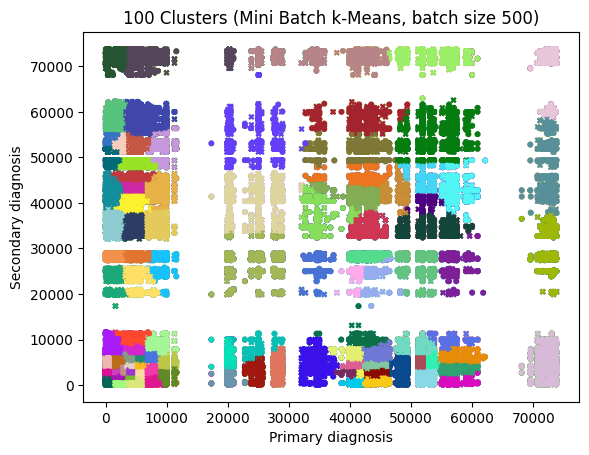 100 Clusters (Mini Batch k-Means, batch size 500)
Secondary diagnosis
70000
60000
50000
40000
30000
20000
10000
0
0 10000 20000 30000 40000 50000 60000 70000
Primary diagnosis